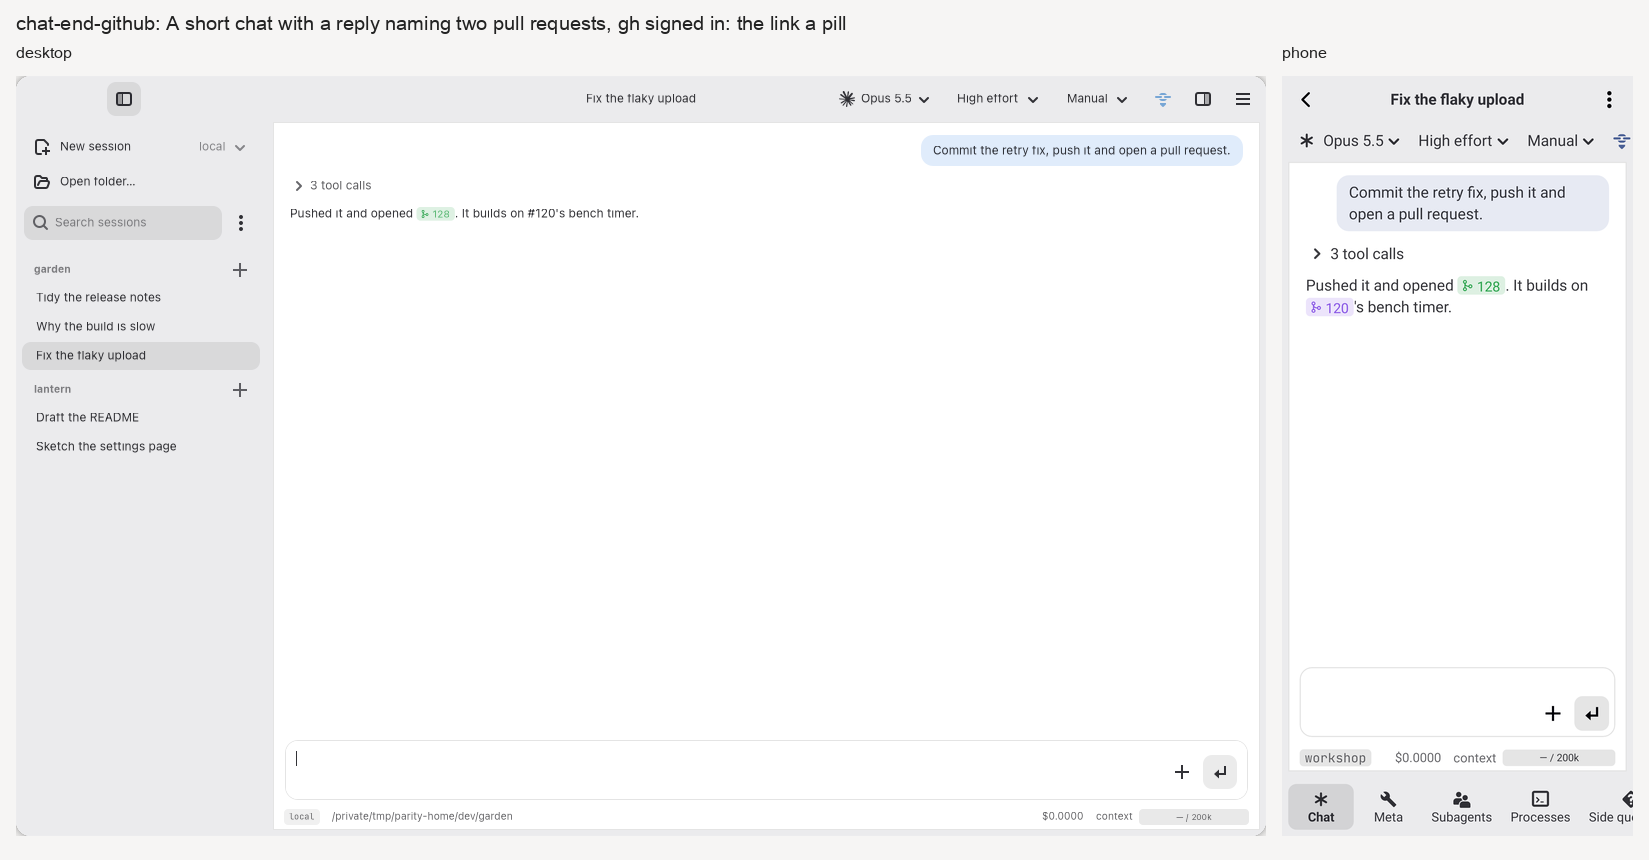 chat-end-github: A short chat with a reply naming two pull requests, gh signed in: the link a pill
desktop
Fix the flaky upload
Opus 5.5
High effort
Manual
New session
local
Open folder...
Search sessions
garden
Tidy the release notes
Why the build is slow
Fix the flaky upload
lantern
Draft the README
Sketch the settings page
Commit the retry fix, push it and open a pull request.
3 tool calls
Pushed it and opened 128. It builds on #120's bench timer.
local /private/tmp/parity-home/dev/garden
$0.0000 context – / 200k
phone
Fix the flaky upload
Opus 5.5 High effort Manual
Commit the retry fix, push it and
open a pull request.
3 tool calls
Pushed it and opened 128. It builds on
120's bench timer.
workshop $0.0000 context – / 200k
Chat Meta Subagents Processes Side qu